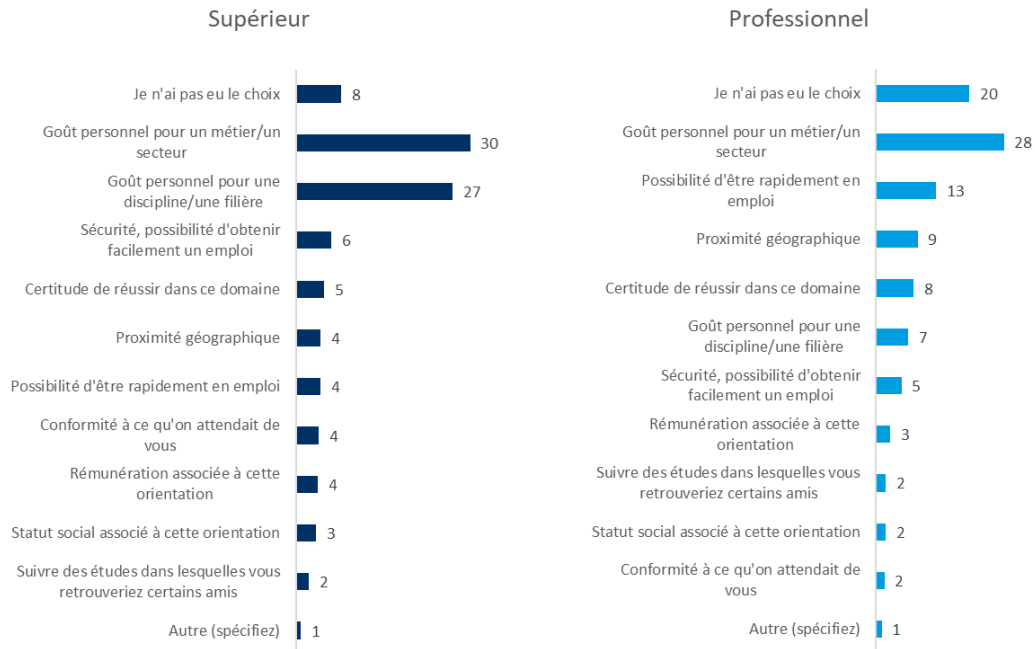 Supérieur
Je n'ai pas eu le choix
8
Goût personnel pour un métier/un
secteur
30
Goût personnel pour une
discipline/une filière
27
Sécurité, possibilité d'obtenir
facilement un emploi
6
Certitude de réussir dans ce domaine
5
Proximité géographique
4
Possibilité d'être rapidement en emploi
4
Conformité à ce qu'on attendait de
vous
4
Rémunération associée à cette
orientation
4
Statut social associé à cette orientation
3
Suivre des études dans lesquelles vous
retrouveriez certains amis
2
Autre (spécifiez)
1
Professionnel
Je n'ai pas eu le choix
20
Goût personnel pour un métier/un
secteur
28
Possibilité d'être rapidement en
emploi
13
Proximité géographique
9
Certitude de réussir dans ce domaine
8
Goût personnel pour une
discipline/une filière
7
Sécurité, possibilité d'obtenir
facilement un emploi
5
Rémunération associée à cette
orientation
3
Suivre des études dans lesquelles vous
retrouveriez certains amis
2
Statut social associé à cette orientation
2
Conformité à ce qu'on attendait de
vous
2
Autre (spécifiez)
1